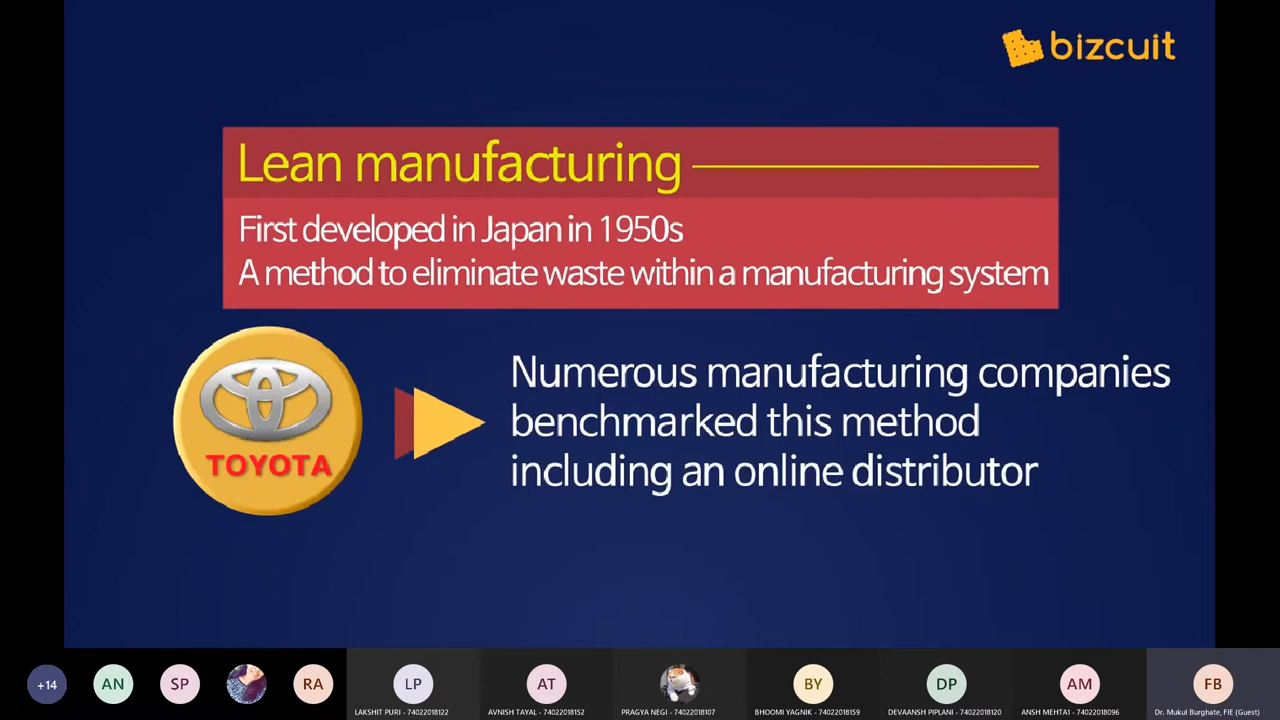 bizcuit
Lean manufacturing
First developed in Japan in 1950s
A method to eliminate waste within a manufacturing system
TOYOTA
Numerous manufacturing companies
benchmarked this method
including an online distributor
+14
AN
SP
RA
LP
AT
BY
DP
AM
FB
LAKSHIT PURI - 74022018122
AVNISH TAYAL - 74022018152
PRAGYA NEGI - 74022018107
BHOOMI YAGNIK - 74022018159
DEVAANSH PIPLANI - 74022018120
ANSH MEHTA1 - 74022018096
Dr. Mukul Burghate, FIE (Guest)